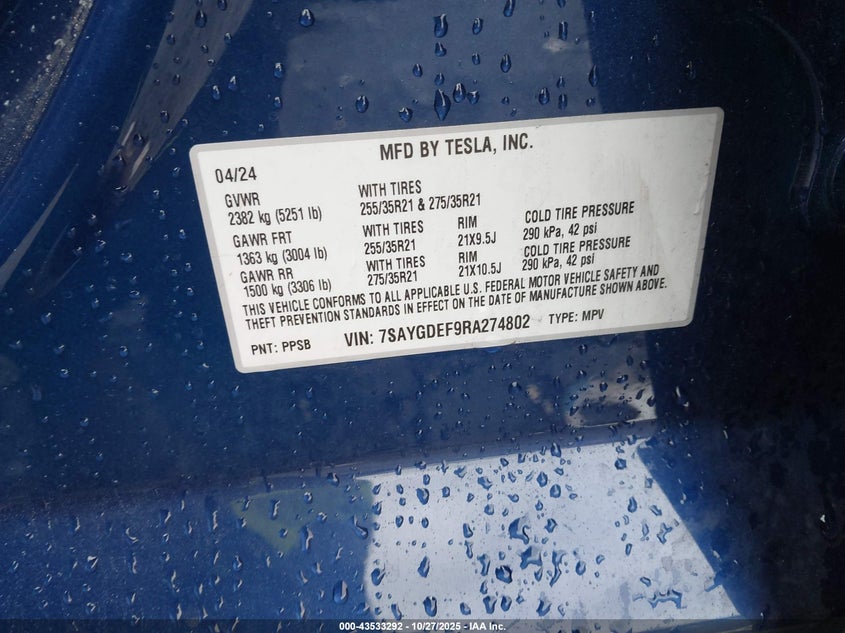 MFD BY TESLA, INC.
04/24
GVWR WITH TIRES
2382 kg (5251 lb) 255/35R21 & 275/35R21
GAWR FRT WITH TIRES RIM COLD TIRE PRESSURE
1363 kg (3004 lb) 255/35R21 21X9.5J 290 kPa, 42 psi
GAWR RR WITH TIRES RIM COLD TIRE PRESSURE
1500 kg (3306 lb) 275/35R21 21X10.5J 290 kPa, 42 psi
THIS VEHICLE CONFORMS TO ALL APPLICABLE U.S. FEDERAL MOTOR VEHICLE SAFETY AND
THEFT PREVENTION STANDARDS IN EFFECT ON THE DATE OF MANUFACTURE SHOWN ABOVE.
PNT: PPSB VIN: 7SAYGDEF9RA274802 TYPE: MPV
000-43533292 - 10/27/2025 - IAA Inc.